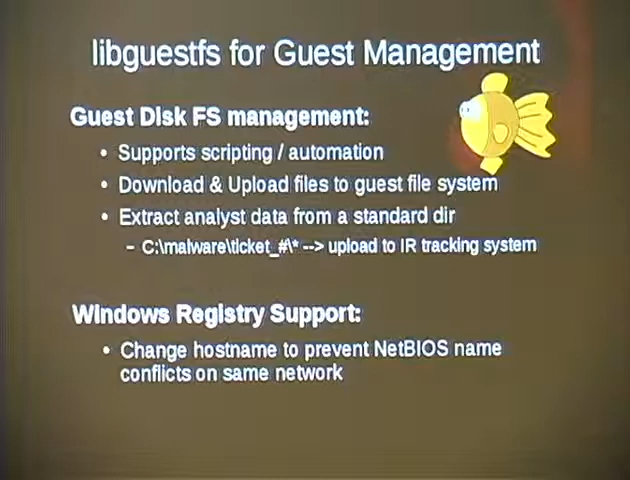 libguestfs for Guest Management
Guest Disk FS management:
• Supports scripting / automation
• Download & Upload files to guest file system
• Extract analyst data from a standard dir
– C:\malware\ticket_#\* --> upload to IR tracking system
Windows Registry Support:
• Change hostname to prevent NetBIOS name
conflicts on same network